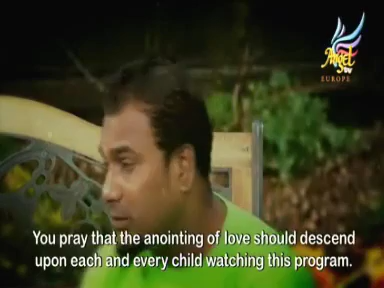 Angel
TV
EUROPE
You pray that the anointing of love should descend
upon each and every child watching this program.